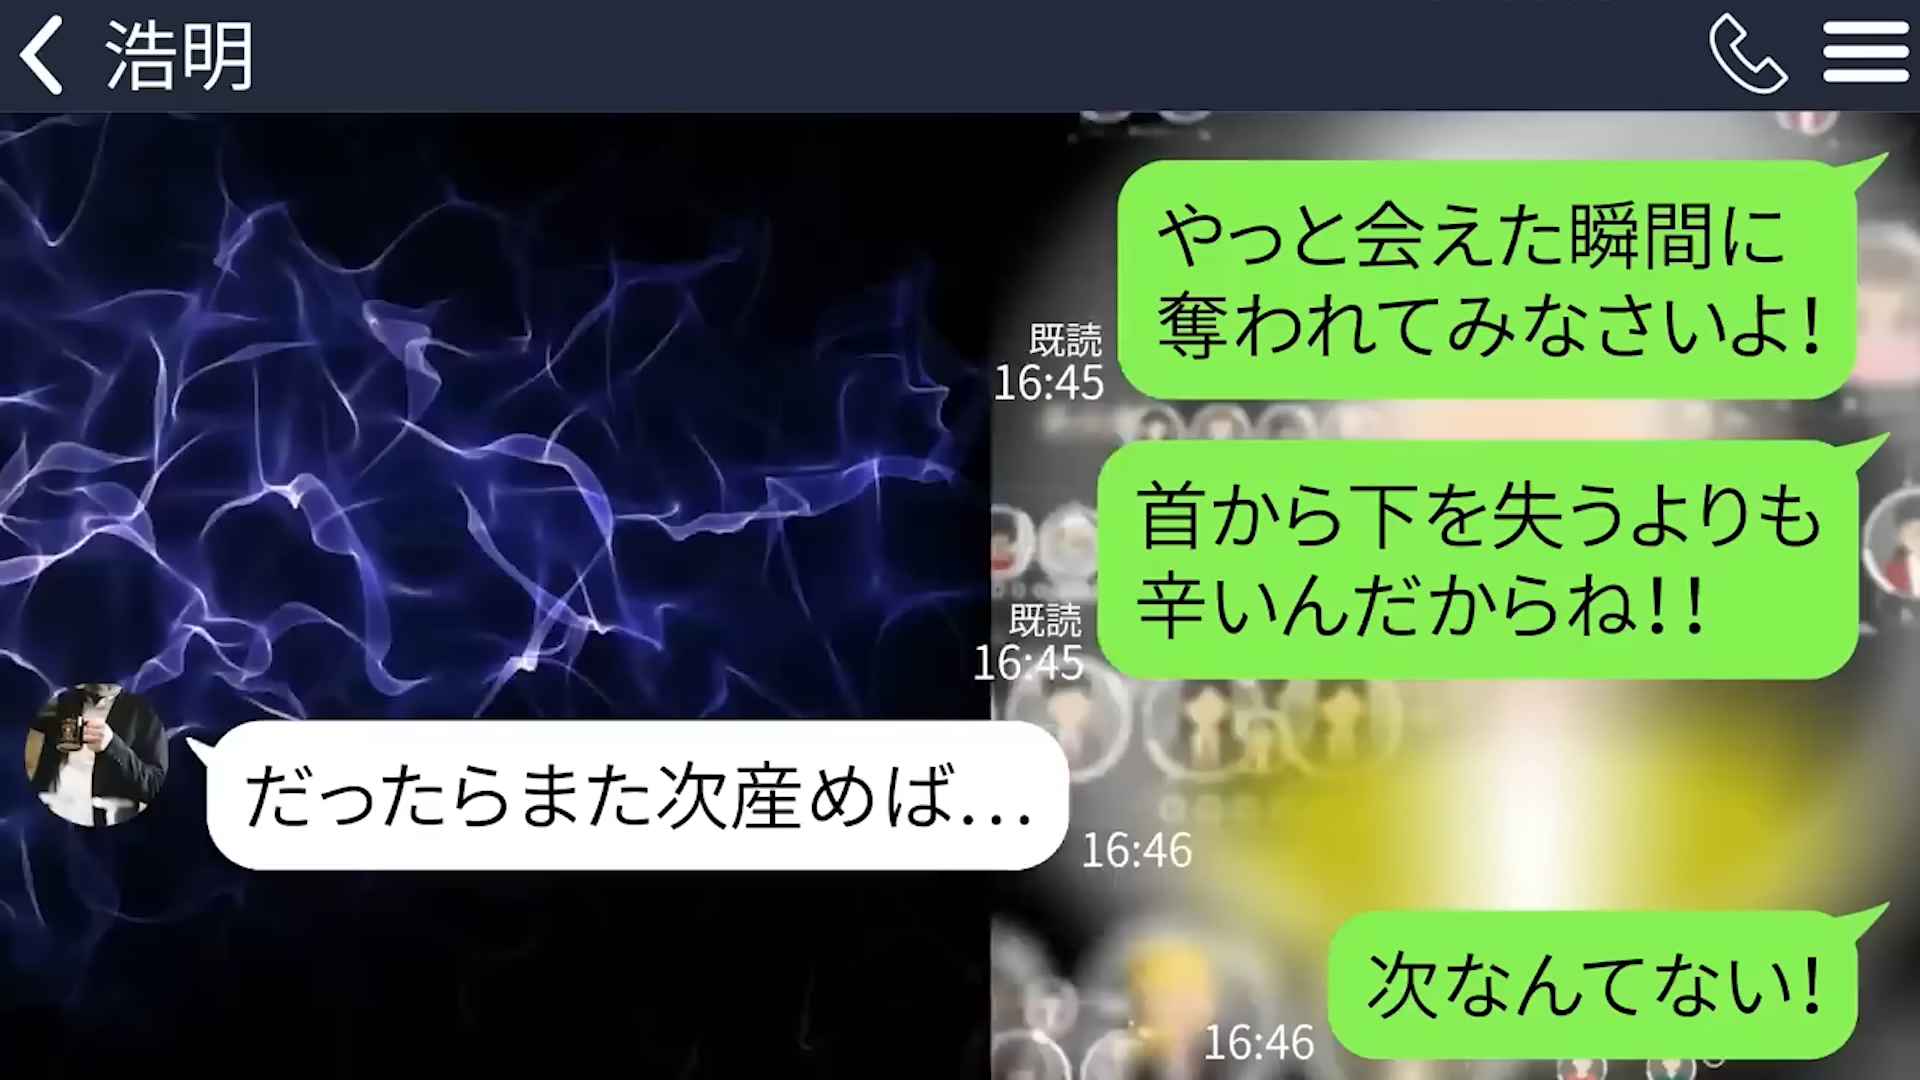 浩明
やっと会えた瞬間に
奪われてみなさいよ！
既読
16:45
首から下を失うよりも
辛いんだからね！！
既読
16:45
だったらまた次産めば…
16:46
次なんてない！
16:46